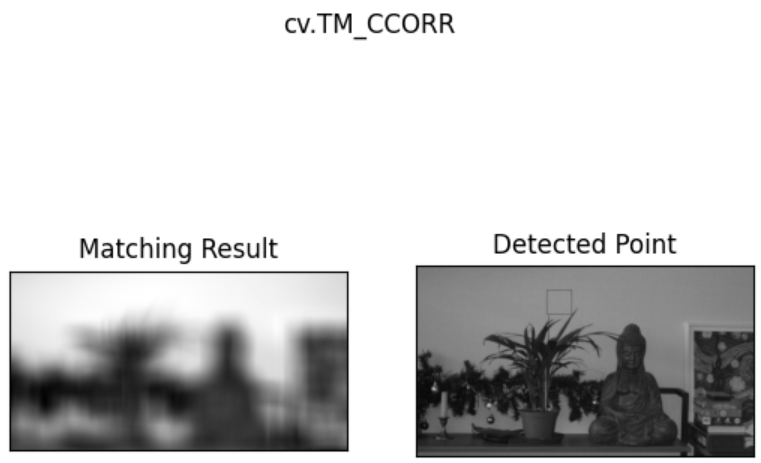 cv.TM_CCORR
Matching Result
Detected Point